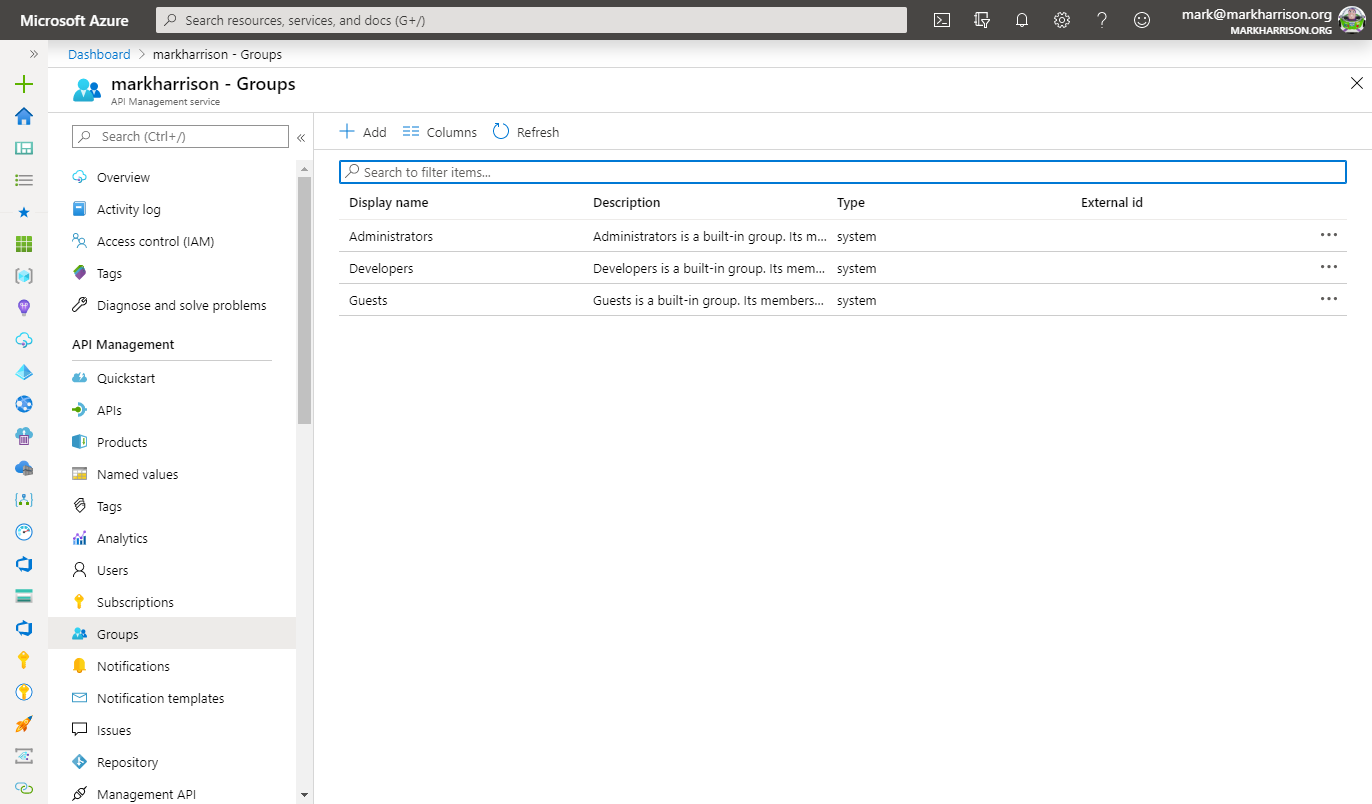 Microsoft Azure
Search resources, services, and docs (G+/)
mark@markharrison.org
MARKHARRISON.ORG
Dashboard > markharrison - Groups
markharrison - Groups
API Management service
Search (Ctrl+/)
Overview
Activity log
Access control (IAM)
Tags
Diagnose and solve problems
API Management
Quickstart
APIs
Products
Named values
Tags
Analytics
Users
Subscriptions
Groups
Notifications
Notification templates
Issues
Repository
Management API
Add Columns Refresh
Search to filter items...
Display name Description Type External id
Administrators Administrators is a built-in group. Its m... system
Developers Developers is a built-in group. Its mem... system
Guests Guests is a built-in group. Its members... system